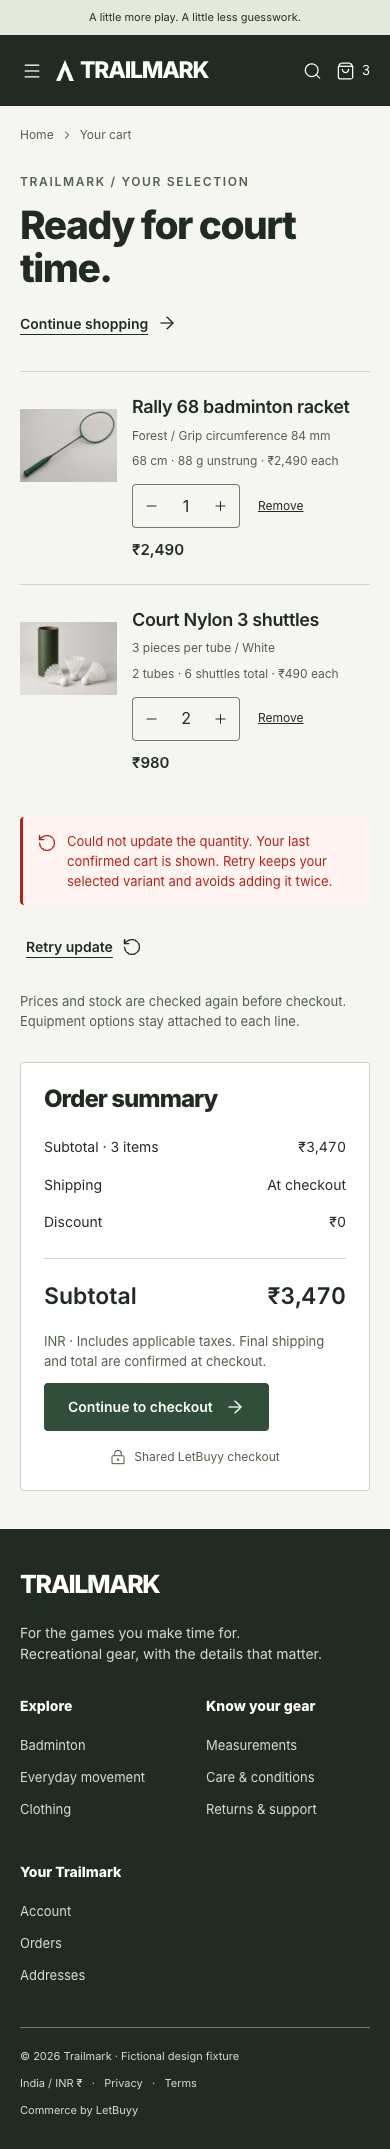 A little more play. A little less guesswork.
TRAILMARK
3
Home > Your cart
TRAILMARK / YOUR SELECTION
Ready for court
time.
Continue shopping →
Rally 68 badminton racket
Forest / Grip circumference 84 mm
68 cm · 88 g unstrung · ₹2,490 each
− 1 + Remove
₹2,490
Court Nylon 3 shuttles
3 pieces per tube / White
2 tubes · 6 shuttles total · ₹490 each
− 2 + Remove
₹980
Could not update the quantity. Your last
confirmed cart is shown. Retry keeps your
selected variant and avoids adding it twice.
Retry update
Prices and stock are checked again before checkout.
Equipment options stay attached to each line.
Order summary
Subtotal · 3 items ₹3,470
Shipping At checkout
Discount ₹0
Subtotal ₹3,470
INR · Includes applicable taxes. Final shipping
and total are confirmed at checkout.
Continue to checkout →
Shared LetBuyy checkout
TRAILMARK
For the games you make time for.
Recreational gear, with the details that matter.
Explore
Badminton
Everyday movement
Clothing
Know your gear
Measurements
Care & conditions
Returns & support
Your Trailmark
Account
Orders
Addresses
© 2026 Trailmark · Fictional design fixture
India / INR ₹ · Privacy · Terms
Commerce by LetBuyy